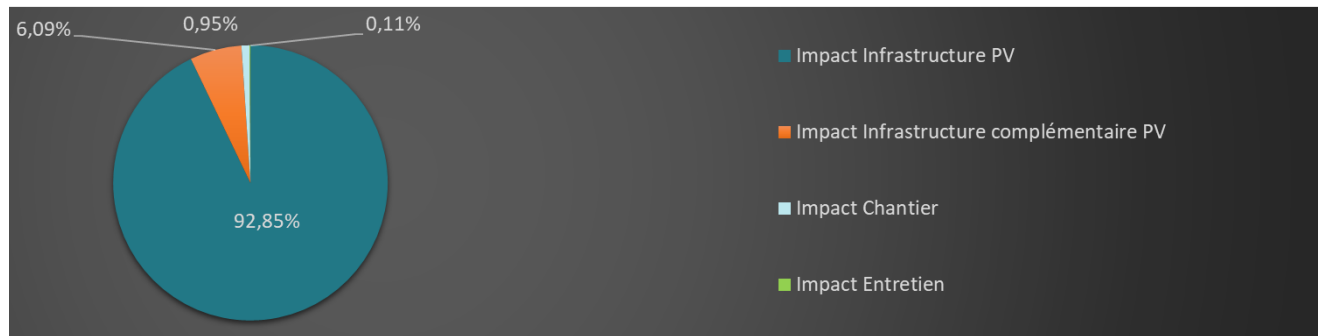 6,09%
0,95%
0,11%
92,85%
Impact Infrastructure PV
Impact Infrastructure complémentaire PV
Impact Chantier
Impact Entretien